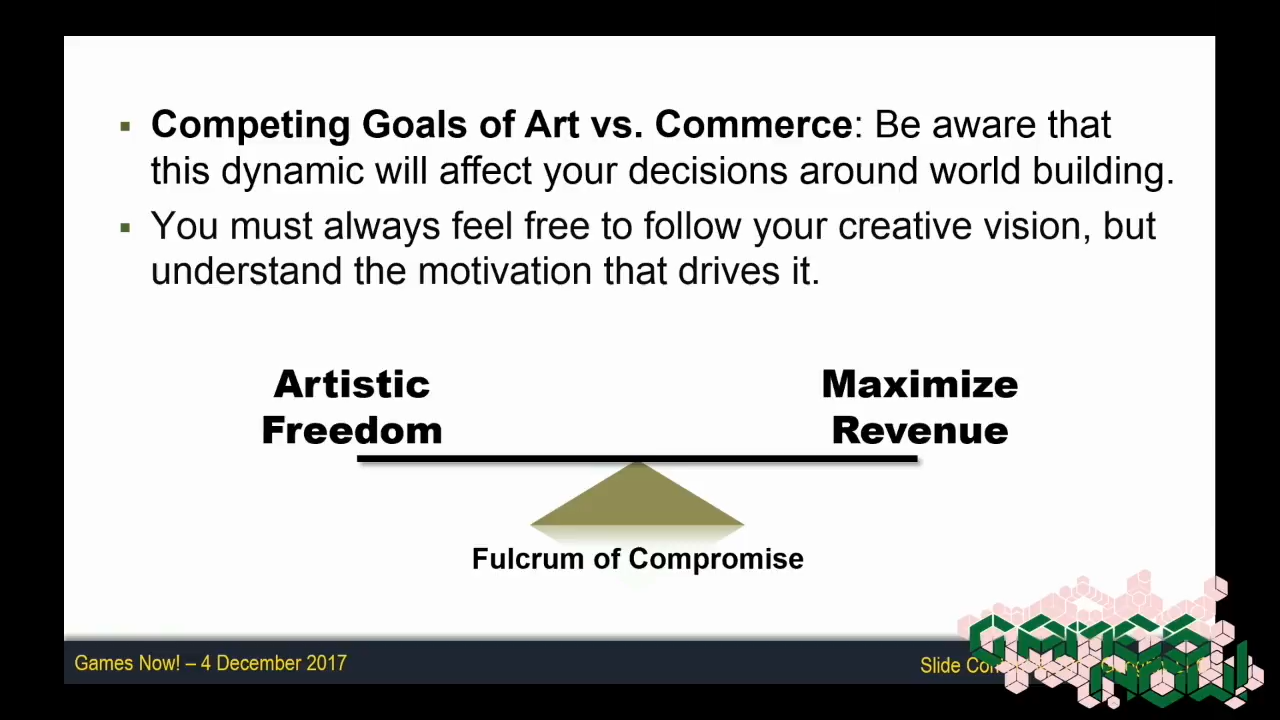 ▪ Competing Goals of Art vs. Commerce: Be aware that
this dynamic will affect your decisions around world building.
▪ You must always feel free to follow your creative vision, but
understand the motivation that drives it.
Artistic
Freedom
Maximize
Revenue
Fulcrum of Compromise
Games Now! – 4 December 2017
Slide
GAMES
NOW!